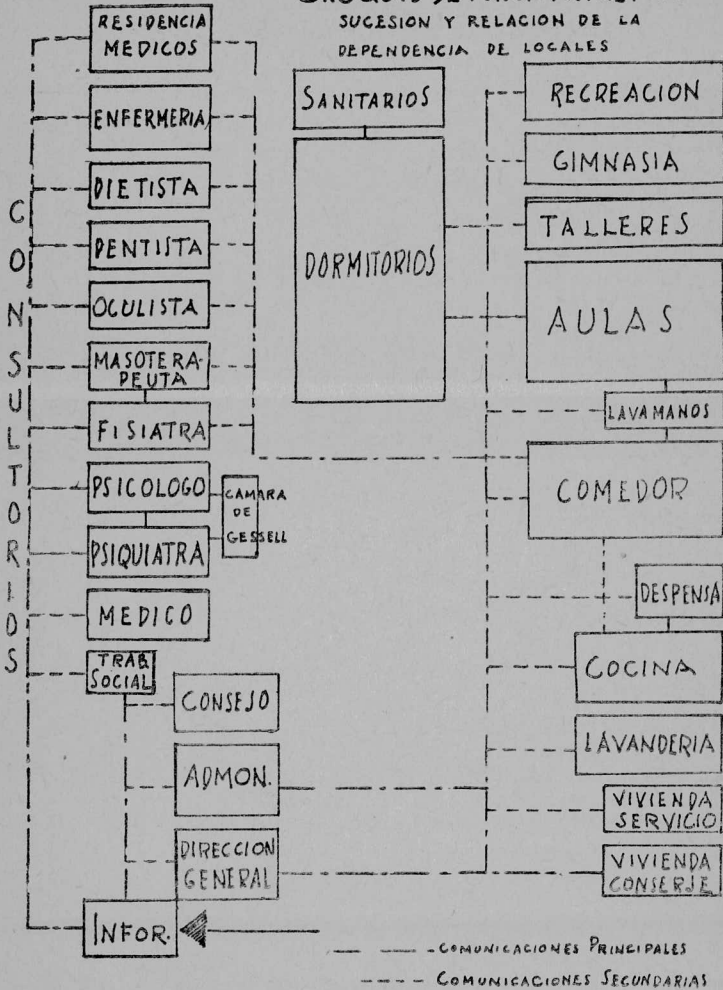 SUCESION Y RELACION DE LA
DEPENDENCIA DE LOCALES
CONSULTORIOS
RESIDENCIA
MEDICOS
ENFERMERIA
DIETISTA
DENTISTA
OCULISTA
MASOTERA-
PEUTA
FISIATRA
PSICOLOGO
PSIQUIATRA
CAMARA
DE
GESSELL
MEDICO
TRAB.
SOCIAL
CONSEJO
ADMON.
DIRECCION
GENERAL
INFOR.
SANITARIOS
DORMITORIOS
RECREACION
GIMNASIA
TALLERES
AULAS
LAVAMANOS
COMEDOR
DESPENSA
COCINA
LAVANDERIA
VIVIENDA
SERVICIO
VIVIENDA
CONSERJE
COMUNICACIONES PRINCIPALES
COMUNICACIONES SECUNDARIAS